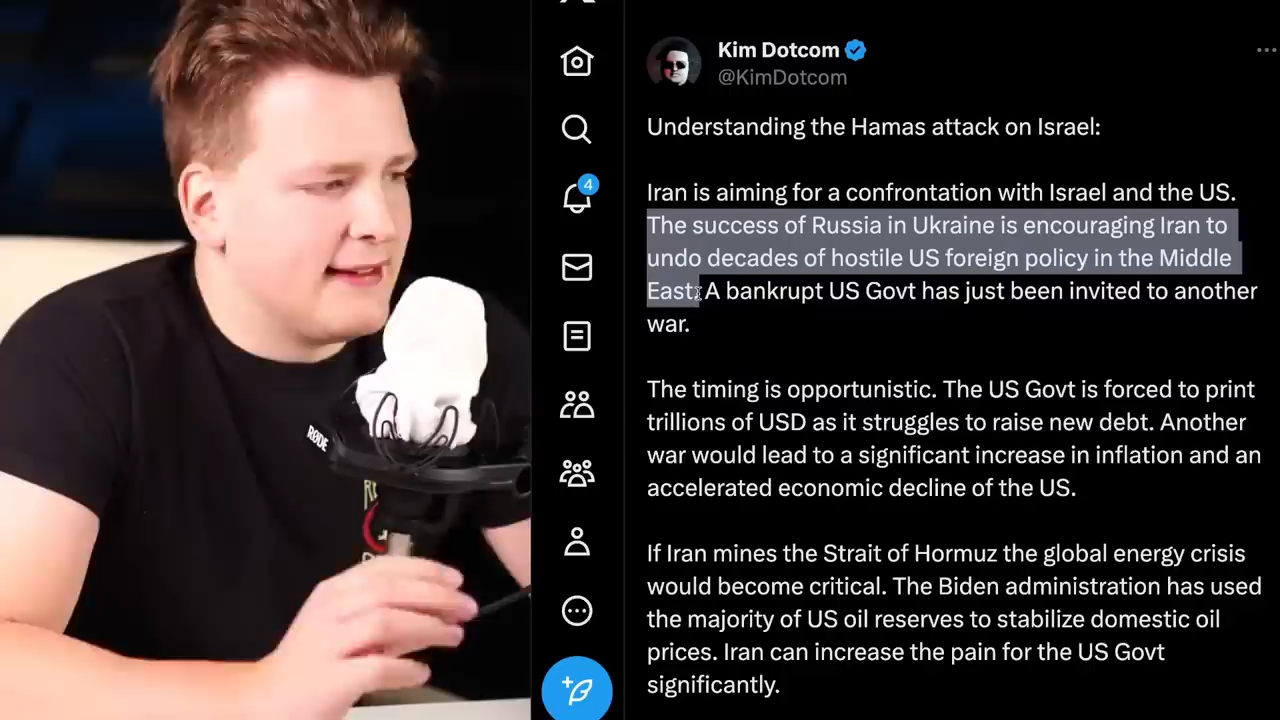 Kim Dotcom
@KimDotcom
4
Understanding the Hamas attack on Israel:
Iran is aiming for a confrontation with Israel and the US.
The success of Russia in Ukraine is encouraging Iran to
undo decades of hostile US foreign policy in the Middle
East. A bankrupt US Govt has just been invited to another
war.
The timing is opportunistic. The US Govt is forced to print
trillions of USD as it struggles to raise new debt. Another
war would lead to a significant increase in inflation and an
accelerated economic decline of the US.
If Iran mines the Strait of Hormuz the global energy crisis
would become critical. The Biden administration has used
the majority of US oil reserves to stabilize domestic oil
prices. Iran can increase the pain for the US Govt
significantly.
RØDE